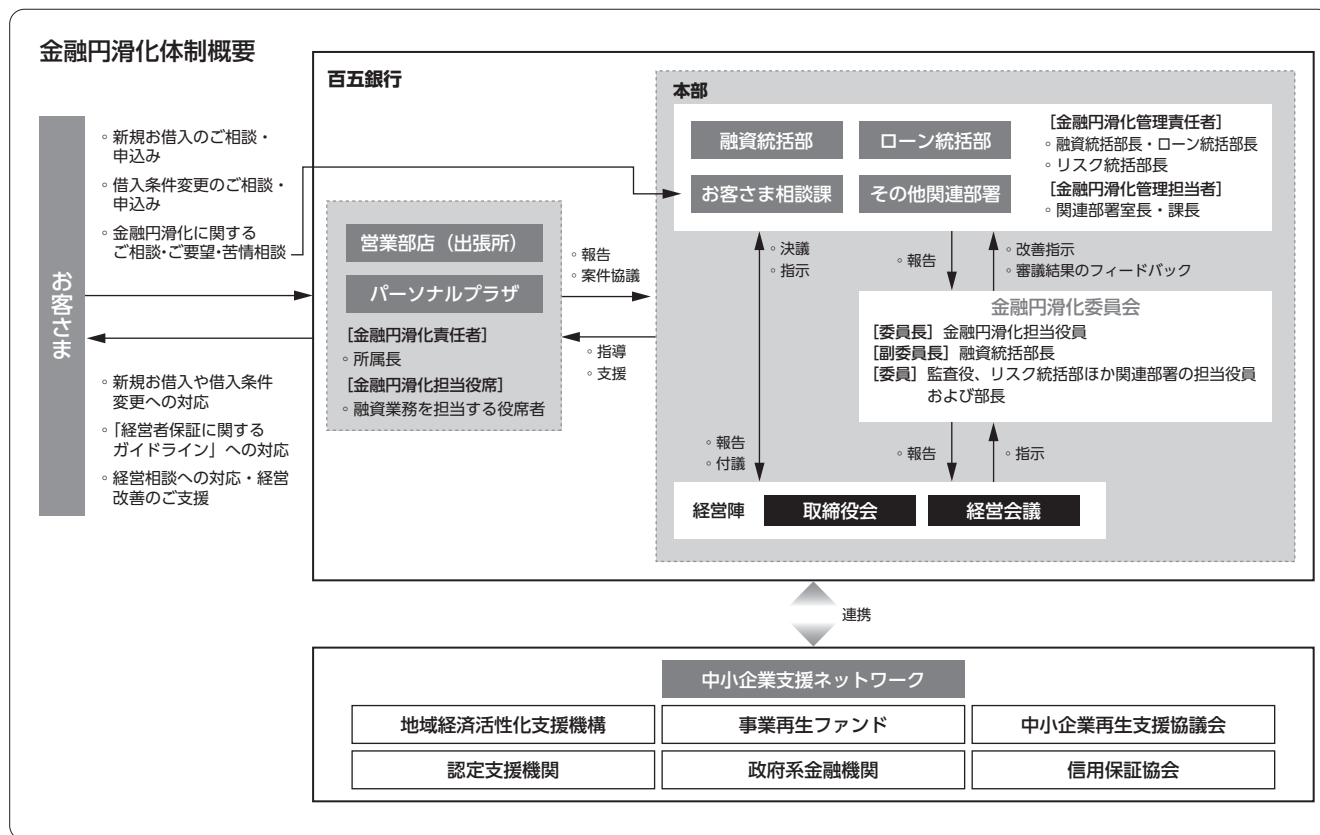 金融円滑化体制概要
お客さま
◦ 新規お借入のご相談・
申込み
◦ 借入条件変更のご相談・
申込み
◦ 金融円滑化に関する
ご相談・ご要望・苦情相談
◦ 新規お借入や借入条件
変更への対応
◦ 「経営者保証に関する
ガイドライン」への対応
◦ 経営相談への対応・経営
改善のご支援
百五銀行
営業部店（出張所）
パーソナルプラザ
［金融円滑化責任者］
◦ 所属長
［金融円滑化担当役席］
◦ 融資業務を担当する役席者
◦ 報告
◦ 案件協議
◦ 指導
◦ 支援
本部
融資統括部
ローン統括部
お客さま相談課
その他関連部署
［金融円滑化管理責任者］
◦ 融資統括部長・ローン統括部長
◦ リスク統括部長
［金融円滑化管理担当者］
◦ 関連部署室長・課長
◦ 決議
◦ 指示
◦ 報告
◦ 改善指示
◦ 審議結果のフィードバック
金融円滑化委員会
［委員長］金融円滑化担当役員
［副委員長］融資統括部長
［委員］監査役、リスク統括部ほか関連部署の担当役員
および部長
◦ 報告
◦ 付議
◦ 報告
◦ 指示
経営陣
取締役会
経営会議
連携
中小企業支援ネットワーク
地域経済活性化支援機構
事業再生ファンド
中小企業再生支援協議会
認定支援機関
政府系金融機関
信用保証協会